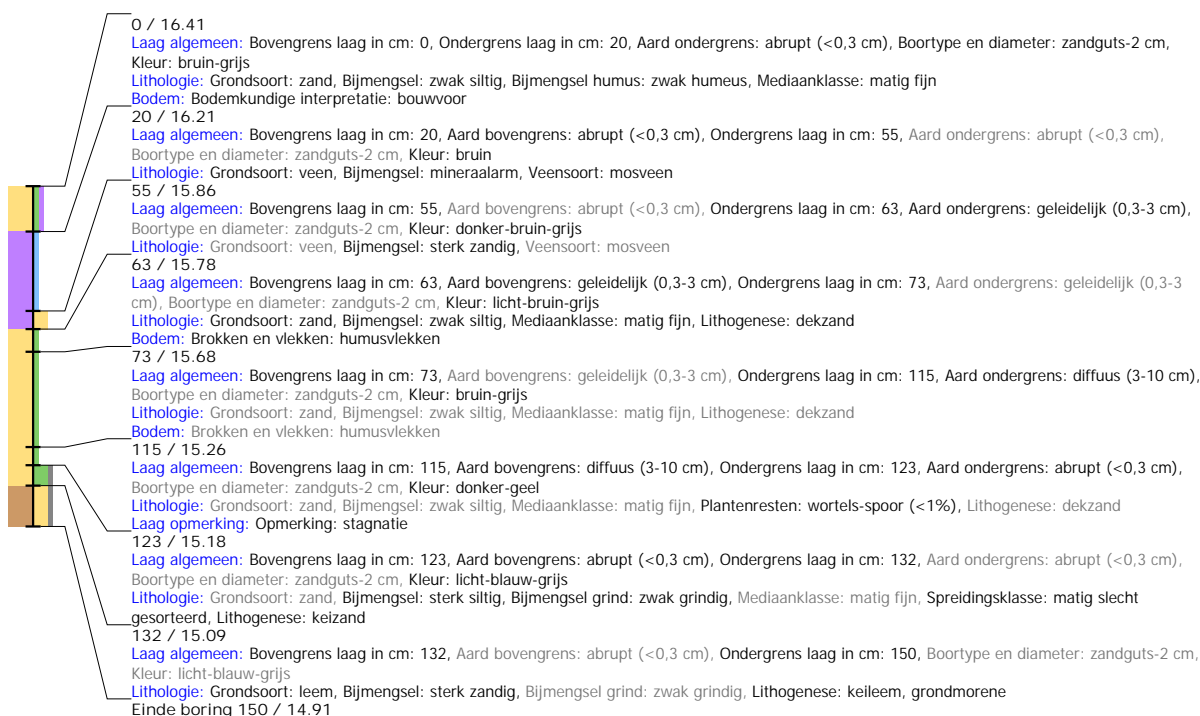 0 / 16.41
Laag algemeen: Bovengrens laag in cm: 0, Ondergrens laag in cm: 20, Aard ondergrens: abrupt (<0,3 cm), Boortype en diameter: zandguts-2 cm,
Kleur: bruin-grijs
Lithologie: Grondsoort: zand, Bijmengsel: zwak siltig, Bijmengsel humus: zwak humeus, Mediaanklasse: matig fijn
Bodem: Bodemkundige interpretatie: bouwvoor
20 / 16.21
Laag algemeen: Bovengrens laag in cm: 20, Aard bovengrens: abrupt (<0,3 cm), Ondergrens laag in cm: 55, Aard ondergrens: abrupt (<0,3 cm),
Boortype en diameter: zandguts-2 cm, Kleur: bruin
Lithologie: Grondsoort: veen, Bijmengsel: mineraalarm, Veensoort: mosveen
55 / 15.86
Laag algemeen: Bovengrens laag in cm: 55, Aard bovengrens: abrupt (<0,3 cm), Ondergrens laag in cm: 63, Aard ondergrens: geleidelijk (0,3-3 cm),
Boortype en diameter: zandguts-2 cm, Kleur: donker-bruin-grijs
Lithologie: Grondsoort: veen, Bijmengsel: sterk zandig, Veensoort: mosveen
63 / 15.78
Laag algemeen: Bovengrens laag in cm: 63, Aard bovengrens: geleidelijk (0,3-3 cm), Ondergrens laag in cm: 73, Aard ondergrens: geleidelijk (0,3-3
cm), Boortype en diameter: zandguts-2 cm, Kleur: licht-bruin-grijs
Lithologie: Grondsoort: zand, Bijmengsel: zwak siltig, Mediaanklasse: matig fijn, Lithogenese: dekzand
Bodem: Brokken en vlekken: humusvlekken
73 / 15.68
Laag algemeen: Bovengrens laag in cm: 73, Aard bovengrens: geleidelijk (0,3-3 cm), Ondergrens laag in cm: 115, Aard ondergrens: diffuus (3-10 cm),
Boortype en diameter: zandguts-2 cm, Kleur: bruin-grijs
Lithologie: Grondsoort: zand, Bijmengsel: zwak siltig, Mediaanklasse: matig fijn, Lithogenese: dekzand
Bodem: Brokken en vlekken: humusvlekken
115 / 15.26
Laag algemeen: Bovengrens laag in cm: 115, Aard bovengrens: diffuus (3-10 cm), Ondergrens laag in cm: 123, Aard ondergrens: abrupt (<0,3 cm),
Boortype en diameter: zandguts-2 cm, Kleur: donker-geel
Lithologie: Grondsoort: zand, Bijmengsel: zwak siltig, Mediaanklasse: matig fijn, Plantenresten: wortels-spoor (<1%), Lithogenese: dekzand
Laag opmerking: Opmerking: stagnatie
123 / 15.18
Laag algemeen: Bovengrens laag in cm: 123, Aard bovengrens: abrupt (<0,3 cm), Ondergrens laag in cm: 132, Aard ondergrens: abrupt (<0,3 cm),
Boortype en diameter: zandguts-2 cm, Kleur: licht-blauw-grijs
Lithologie: Grondsoort: zand, Bijmengsel: sterk siltig, Bijmengsel grind: zwak grindig, Mediaanklasse: matig fijn, Spreidingsklasse: matig slecht
gesorteerd, Lithogenese: keizand
132 / 15.09
Laag algemeen: Bovengrens laag in cm: 132, Aard bovengrens: abrupt (<0,3 cm), Ondergrens laag in cm: 150, Boortype en diameter: zandguts-2 cm,
Kleur: licht-blauw-grijs
Lithologie: Grondsoort: leem, Bijmengsel: sterk zandig, Bijmengsel grind: zwak grindig, Lithogenese: keileem, grondmorene
Einde boring 150 / 14.91